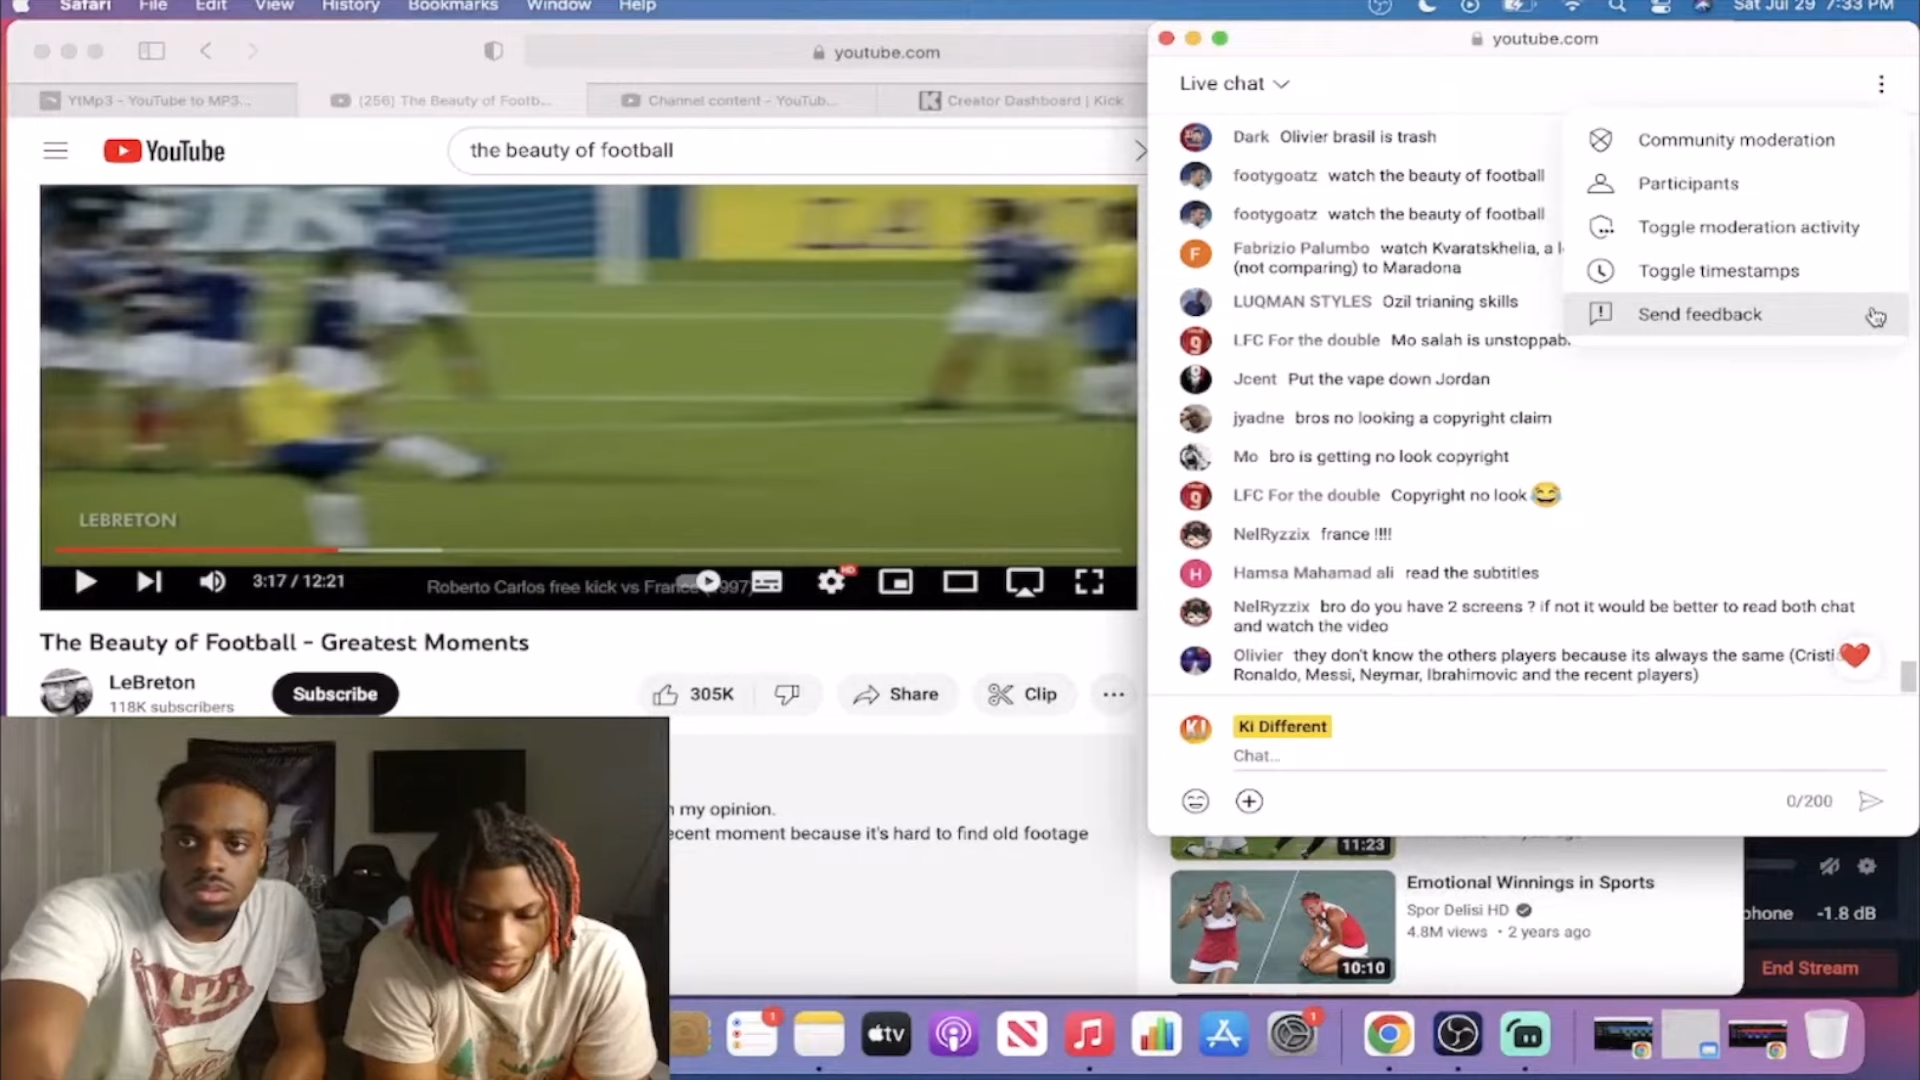 Safari File Edit View History Bookmarks Window Help
Sat Jul 29 7:33 PM
youtube.com
YtMp3 - YouTube to MP3...
(256) The Beauty of Footb...
Channel content - YouTub...
Creator Dashboard | Kick
YouTube
the beauty of football
LEBRETON
3:17 / 12:21
Roberto Carlos free kick vs France (1997)
HD
The Beauty of Football - Greatest Moments
LeBreton
118K subscribers
Subscribe
305K
Share
Clip
my opinion.
ecent moment because it's hard to find old footage
youtube.com
Live chat
Community moderation
Participants
Toggle moderation activity
Toggle timestamps
Send feedback
Dark Olivier brasil is trash
footygoatz watch the beauty of football
footygoatz watch the beauty of football
F
Fabrizio Palumbo watch Kvaratskhelia, a l
(not comparing) to Maradona
LUQMAN STYLES Ozil trianing skills
9
LFC For the double Mo salah is unstoppab
Jcent Put the vape down Jordan
jyadne bros no looking a copyright claim
Mo bro is getting no look copyright
9
LFC For the double Copyright no look 😂
NelRyzzix france !!!!
H
Hamsa Mahamad ali read the subtitles
NelRyzzix bro do you have 2 screens ? if not it would be better to read both chat
and watch the video
Olivier they don't know the others players because its always the same (Cristi
Ronaldo, Messi, Neymar, Ibrahimovic and the recent players)
KI
Ki Different
Chat...
0/200
11:23
Emotional Winnings in Sports
Spor Delisi HD
4.8M views • 2 years ago
10:10
phone -1.8 dB
End Stream
1
tv
1